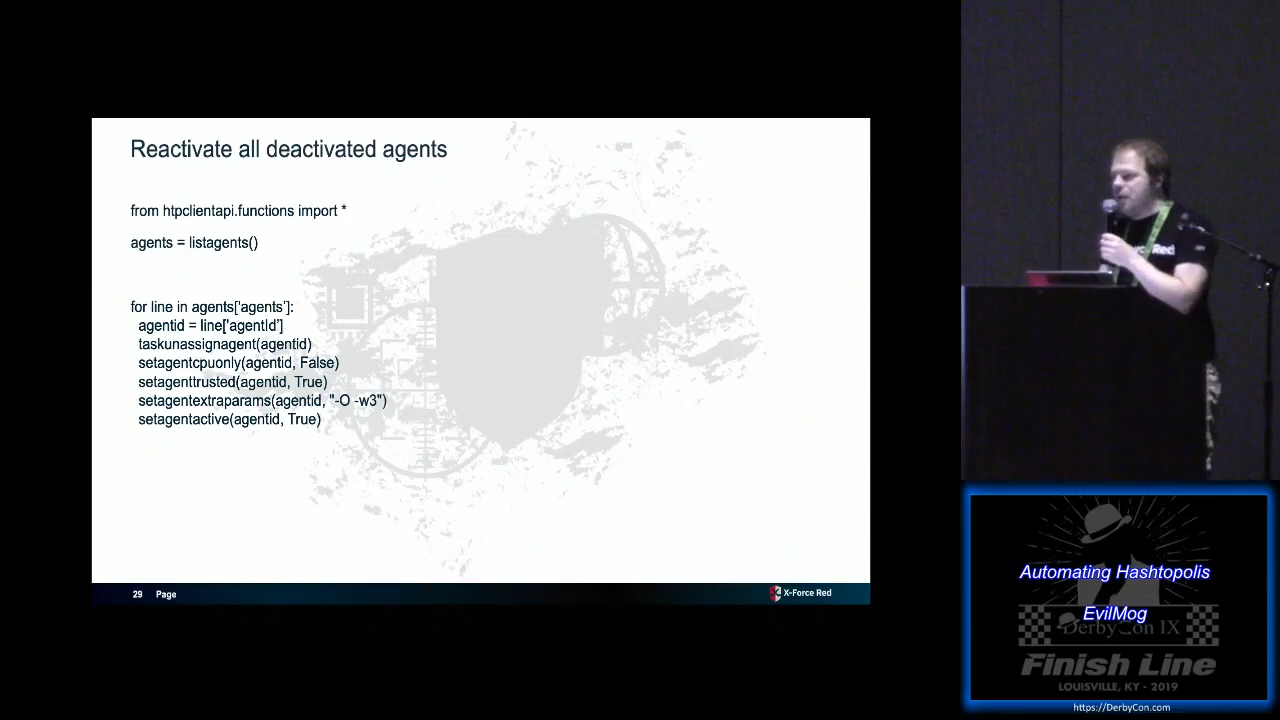 Reactivate all deactivated agents
from htpclientapi.functions import *
agents = listagents()
for line in agents['agents']:
agentid = line['agentId']
taskunassignagent(agentid)
setagentcpuonly(agentid, False)
setagenttrusted(agentid, True)
setagentextraparams(agentid, "-O -w3")
setagentactive(agentid, True)
29 Page
X-Force Red
Red
Automating Hashtopolis
EvilMog
DerbyCon IX
Finish Line
LOUISVILLE, KY - 2019
https://DerbyCon.com